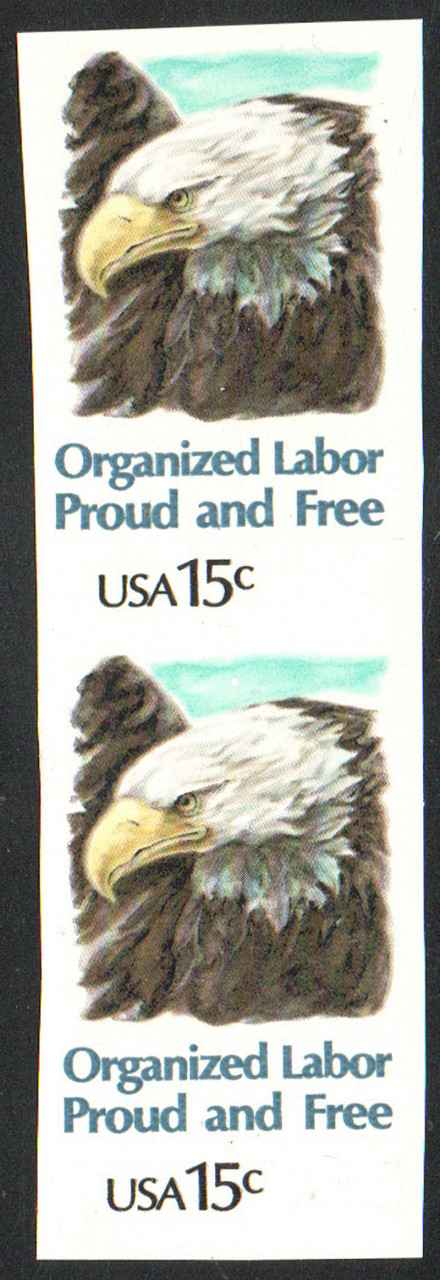 Organized Labor
Proud and Free
USA15c
Organized Labor
Proud and Free
USA15c